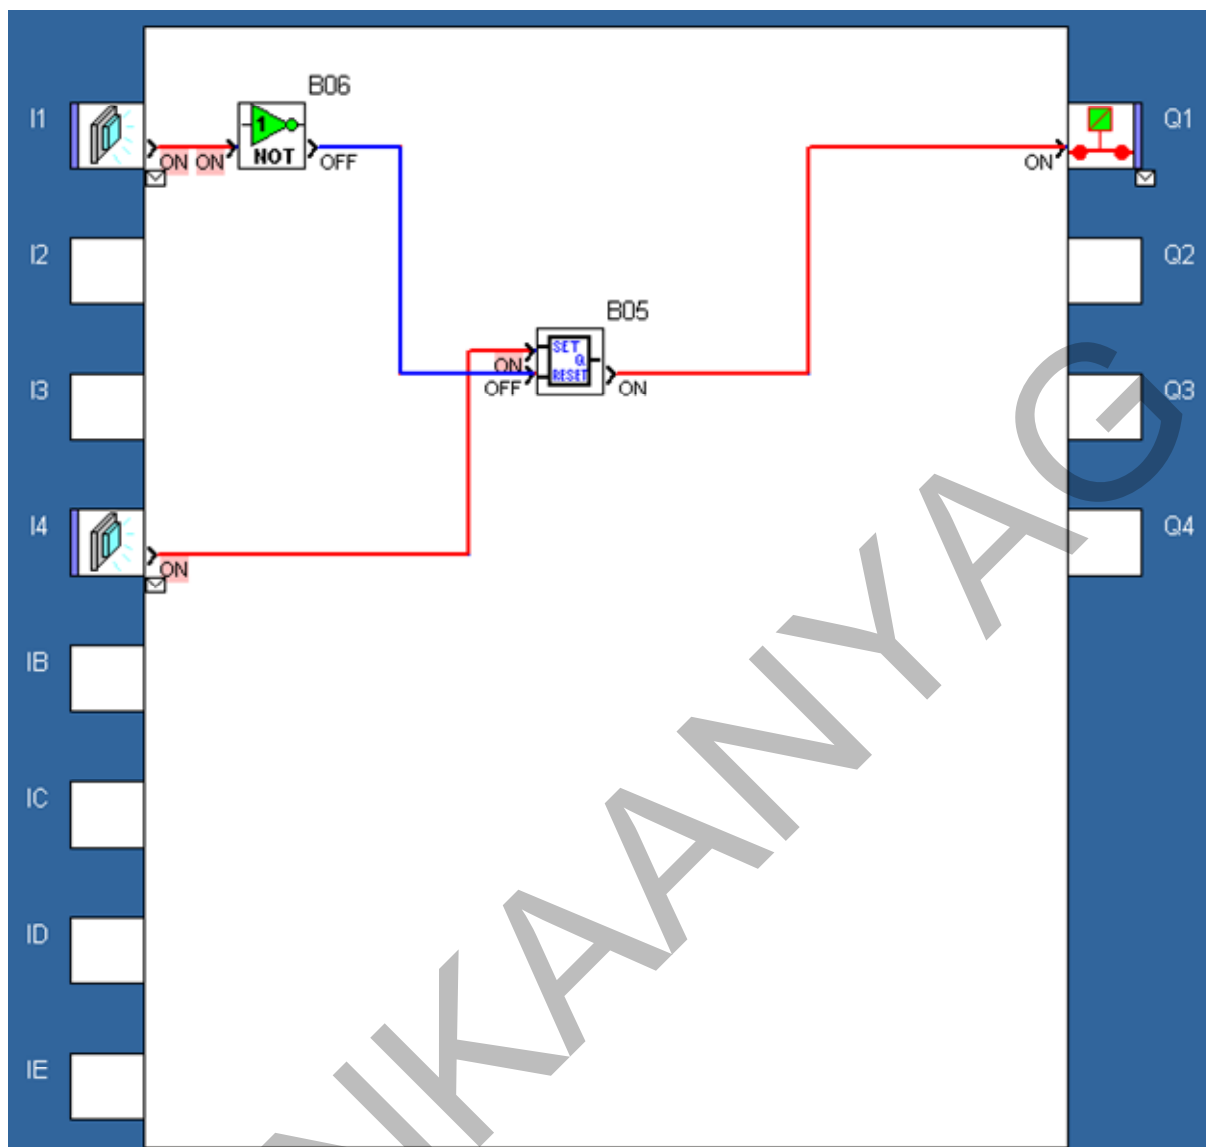 B06
I1
1
NOT
ON
ON
OFF
ON
Q1
I2
Q2
B05
SET
Q
RESET
ON
OFF
ON
I3
Q3
I4
ON
Q4
IB
IC
ID
IE
NIKAANYAG